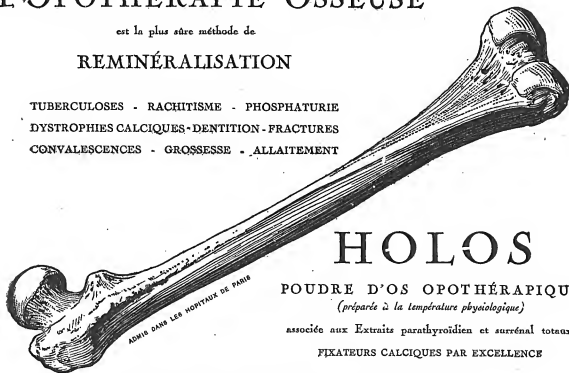 L'OPOTHÉRAPIE OSSEUSE
est la plus sûre méthode de
REMINÉRALISATION
TUBERCULOSES - RACHITISME - PHOSPHATURIE
DYSTROPHIES CALCIQUES - DENTITION - FRACTURES
CONVALESCENCES - GROSSESSE - ALLAITEMENT
HOLOS
POUDRE D'OS OPOTHÉRAPIQU
(préparée à la température physiologique)
ADMIS DANS LES HOPITAUX DE PARIS
associée aux Extraits parathyroïdien et surrénal totaux
FIXATEURS CALCIQUES PAR EXCELLENCE